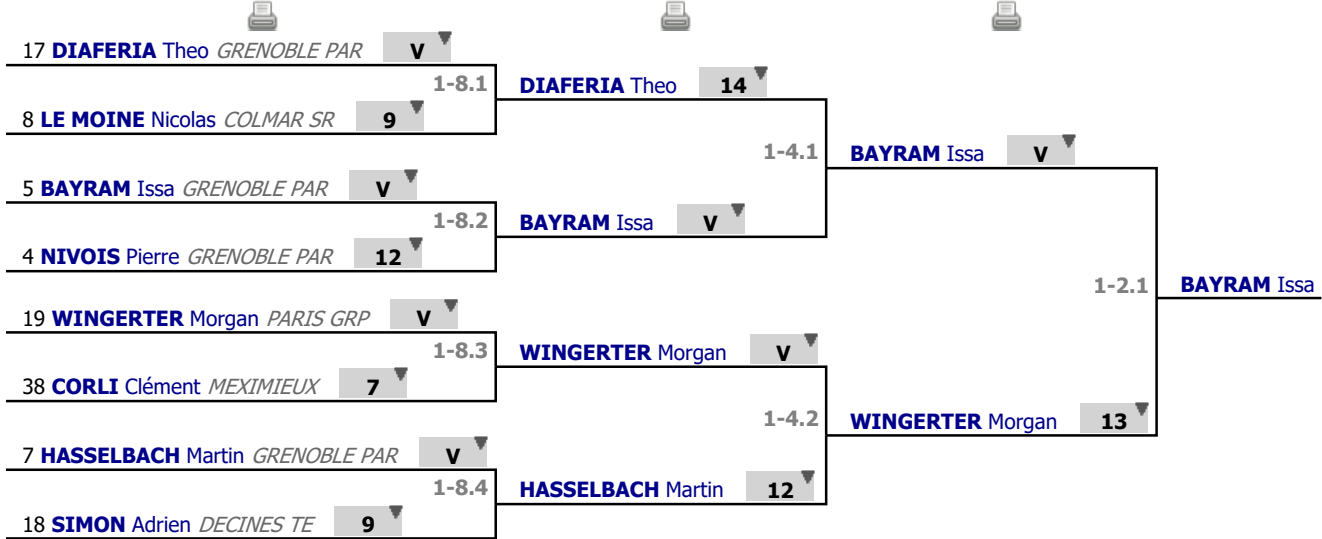 17 DIAFERIA Theo GRENOBLE PAR V
1-8.1
8 LE MOINE Nicolas COLMAR SR 9
5 BAYRAM Issa GRENOBLE PAR V
1-8.2
4 NIVOIS Pierre GRENOBLE PAR 12
19 WINGERTER Morgan PARIS GRP V
1-8.3
38 CORLI Clément MEXIMIEUX 7
7 HASSELBACH Martin GRENOBLE PAR V
1-8.4
18 SIMON Adrien DECINES TE 9
DIAFERIA Theo 14
1-4.1
BAYRAM Issa V
WINGERTER Morgan V
1-4.2
HASSELBACH Martin 12
BAYRAM Issa V
1-2.1
WINGERTER Morgan 13
BAYRAM Issa